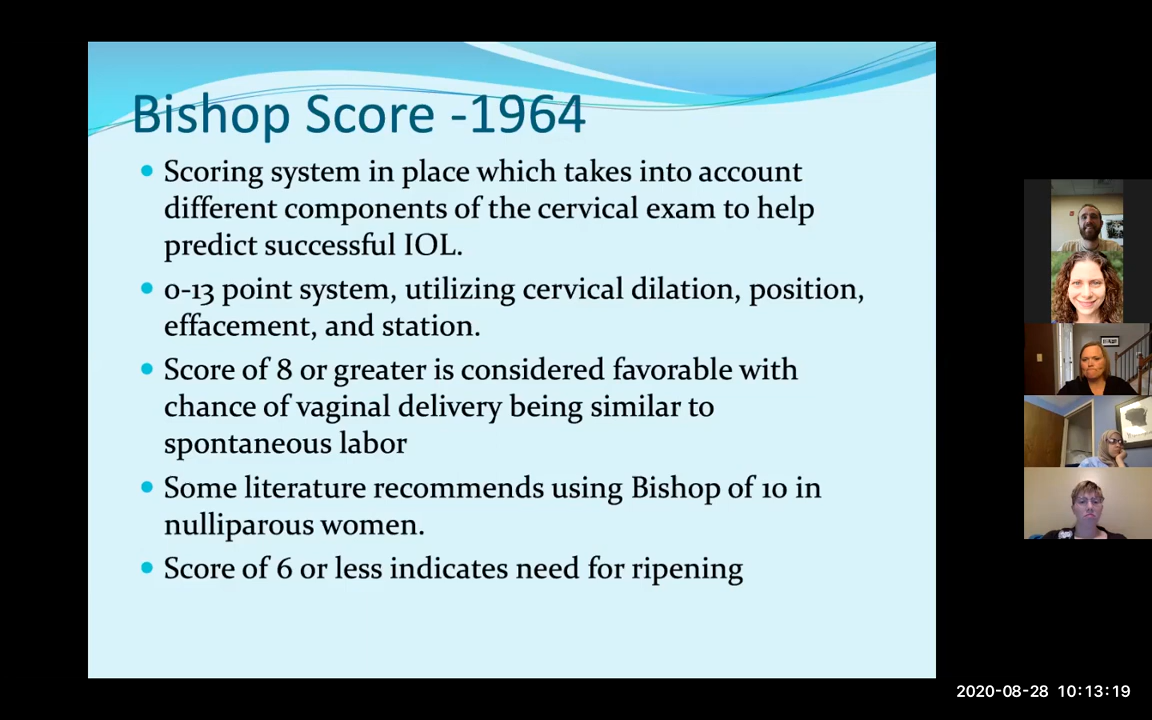 Bishop Score -1964
Scoring system in place which takes into account
different components of the cervical exam to help
predict successful IOL.
0-13 point system, utilizing cervical dilation, position,
effacement, and station.
Score of 8 or greater is considered favorable with
chance of vaginal delivery being similar to
spontaneous labor
Some literature recommends using Bishop of 10 in
nulliparous women.
Score of 6 or less indicates need for ripening
2020-08-28 10:13:19